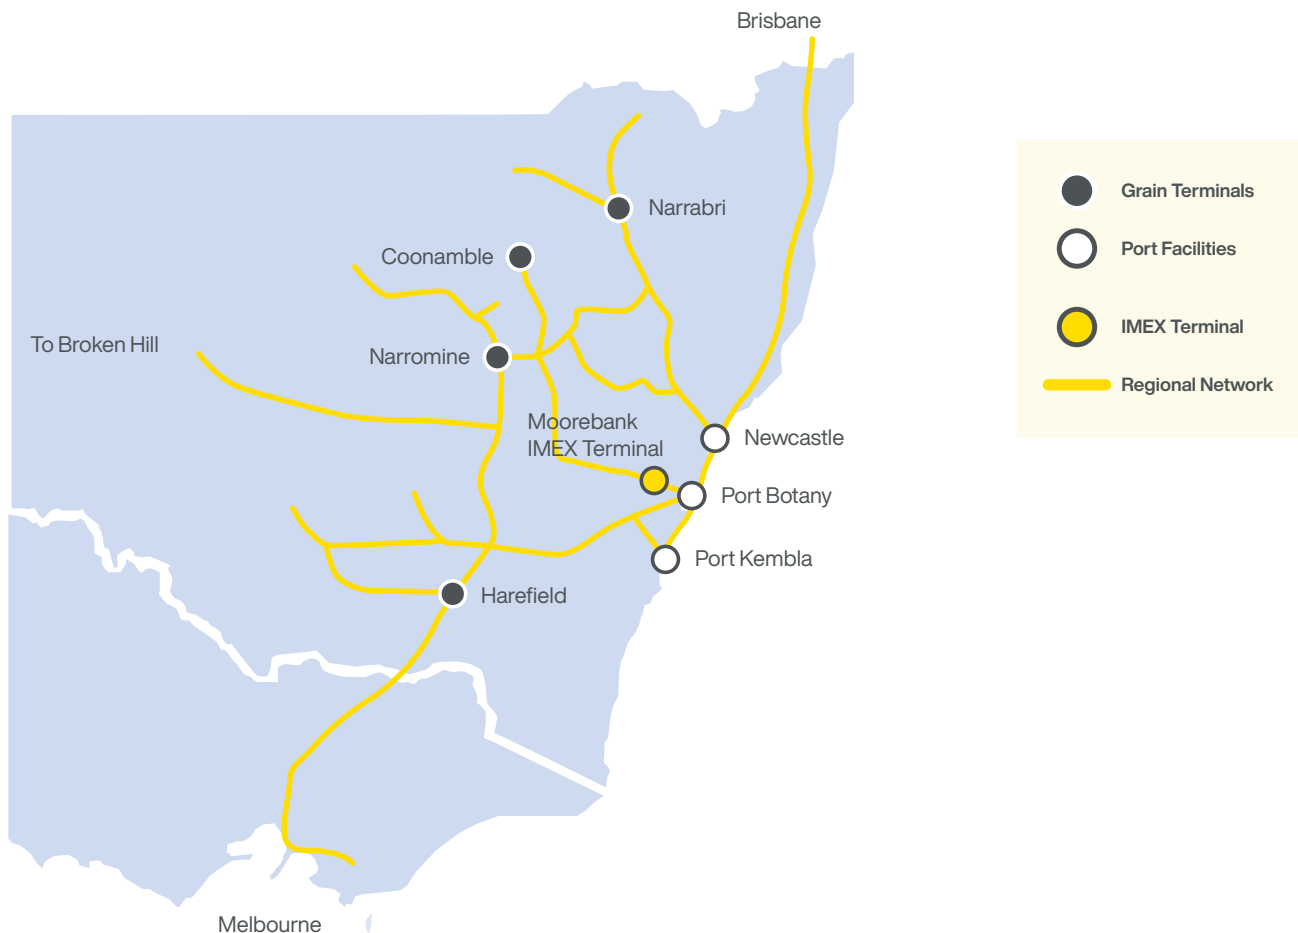 Brisbane
Narrabri
Coonamble
To Broken Hill
Narromine
Moorebank
IMEX Terminal
Newcastle
Port Botany
Port Kembla
Harefield
Melbourne
Grain Terminals
Port Facilities
IMEX Terminal
Regional Network